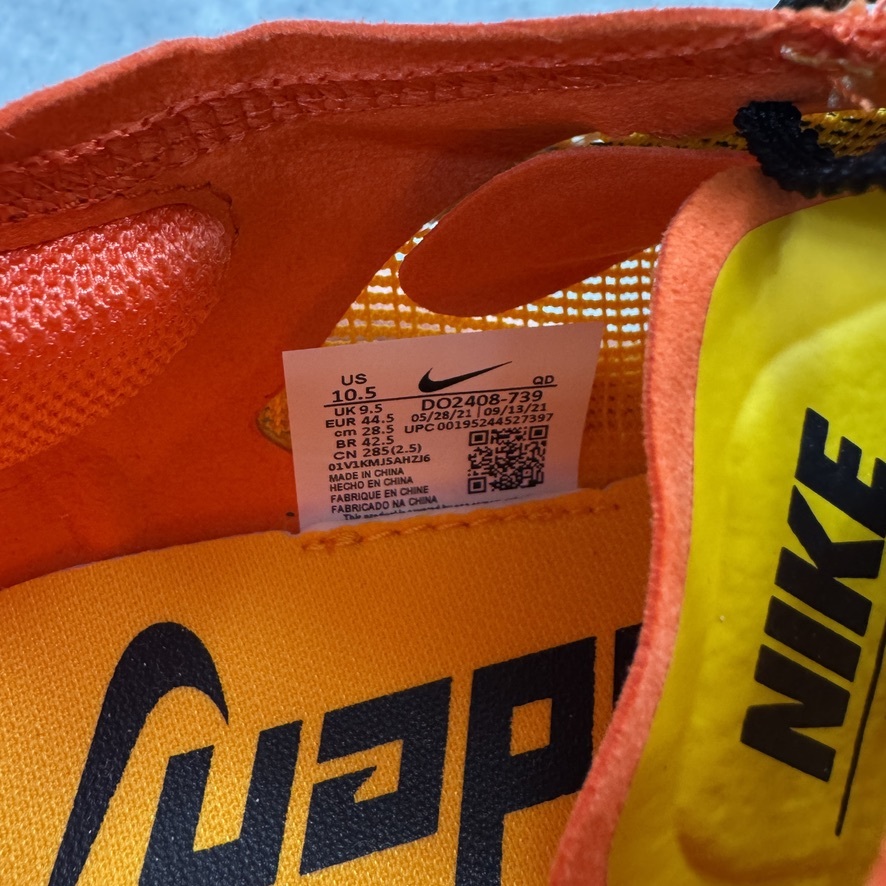 US
10.5
QD
UK 9.5
DO2408-739
EUR 44.5
05/28/21 | 09/13/21
cm 28.5
UPC 00195244527397
BR 42.5
CN 285(2.5)
01V1KMJ5AHZJ6
MADE IN CHINA
HECHO EN CHINA
FABRIQUE EN CHINE
FABRICADO NA CHINA
NIKE